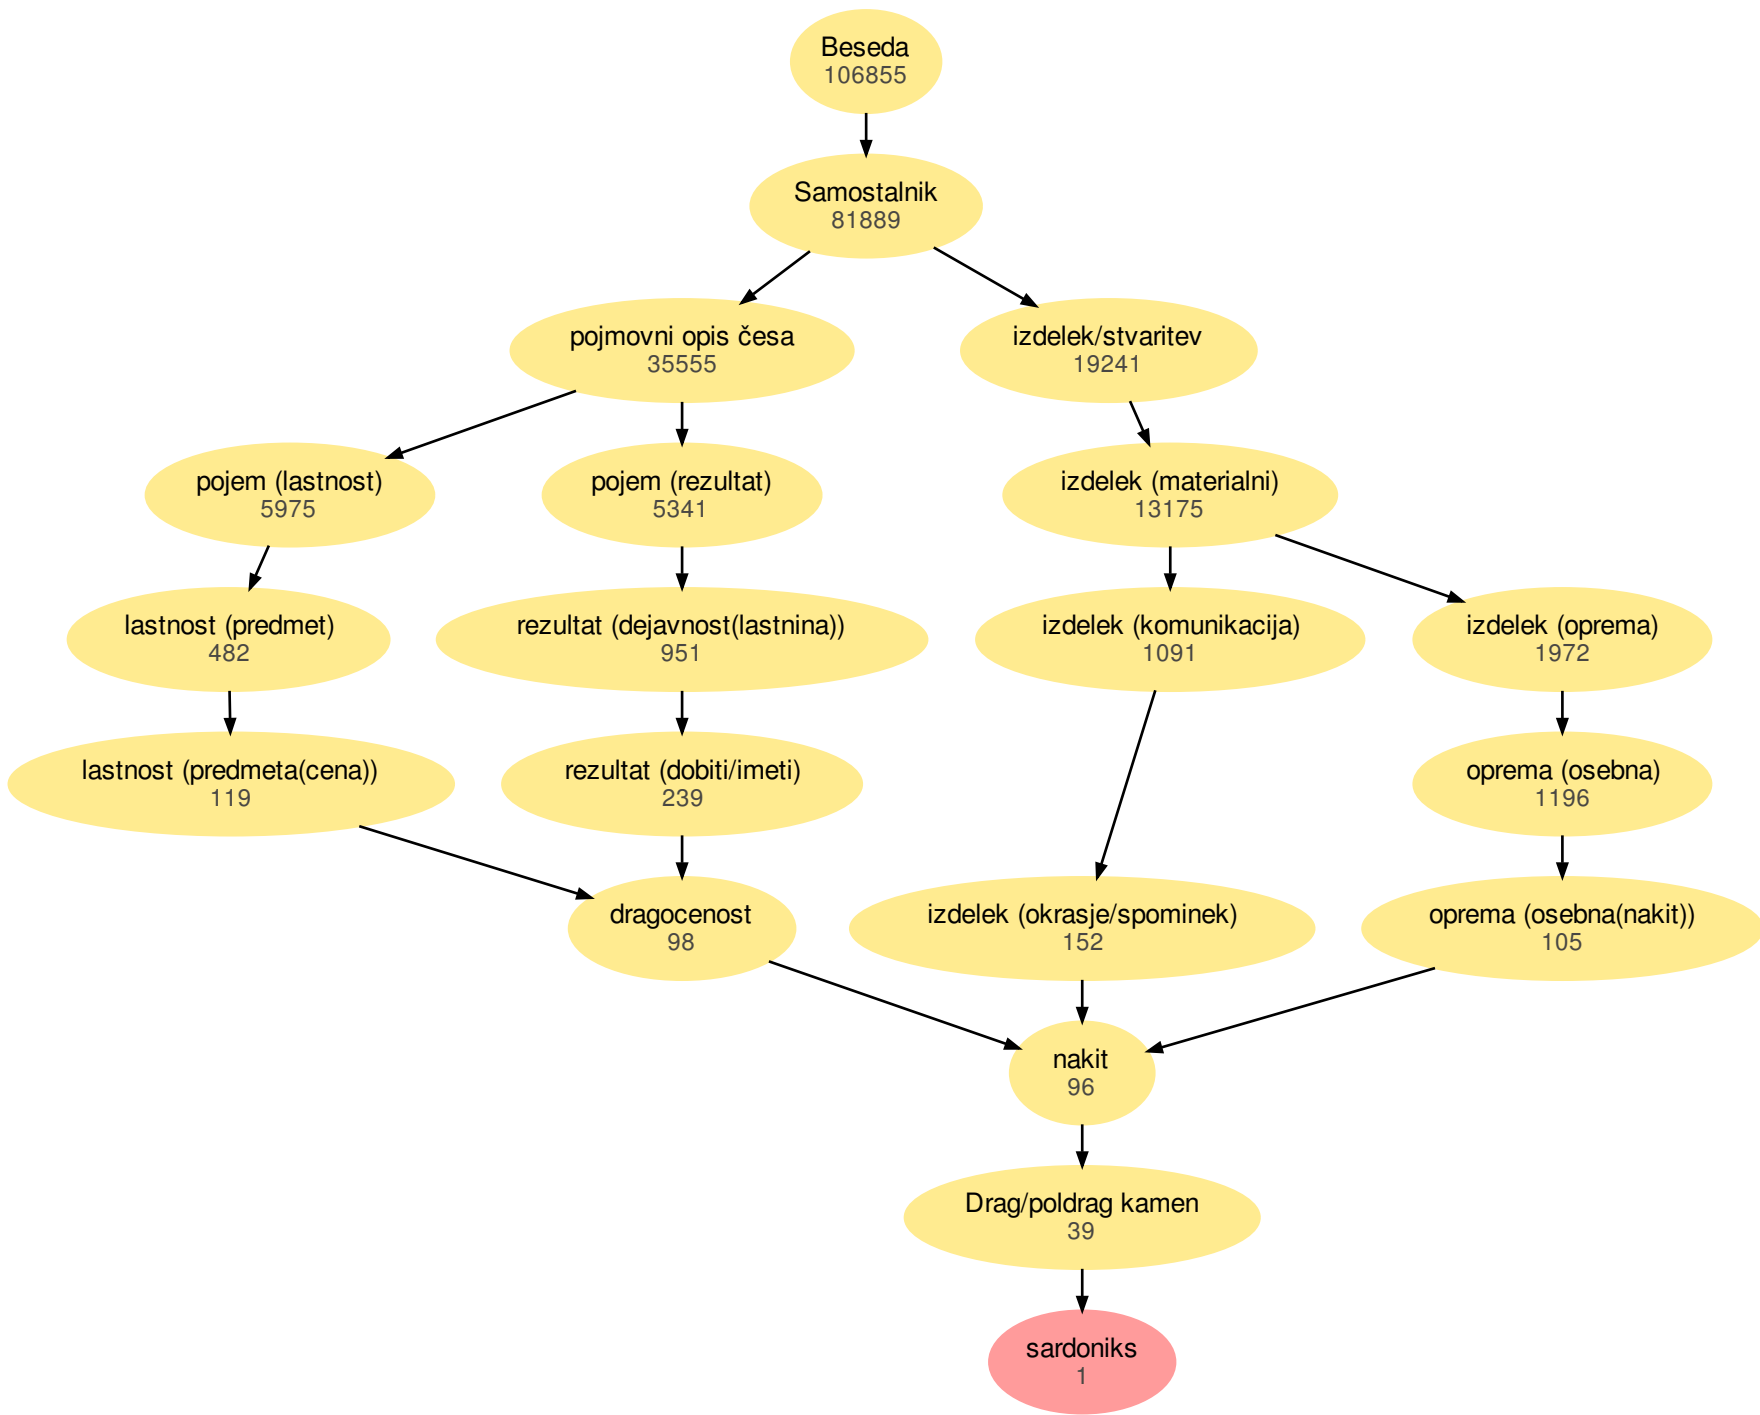 Beseda
106855
Samostalnik
81889
pojmovni opis česa
35555
izdelek/stvaritev
19241
pojem (lastnost)
5975
pojem (rezultat)
5341
izdelek (materialni)
13175
lastnost (predmet)
482
rezultat (dejavnost(lastnina))
951
izdelek (komunikacija)
1091
izdelek (oprema)
1972
lastnost (predmeta(cena))
119
rezultat (dobiti/imeti)
239
oprema (osebna)
1196
dragocenost
98
izdelek (okrasje/spominek)
152
oprema (osebna(nakit))
105
nakit
96
Drag/poldrag kamen
39
sardoniks
1